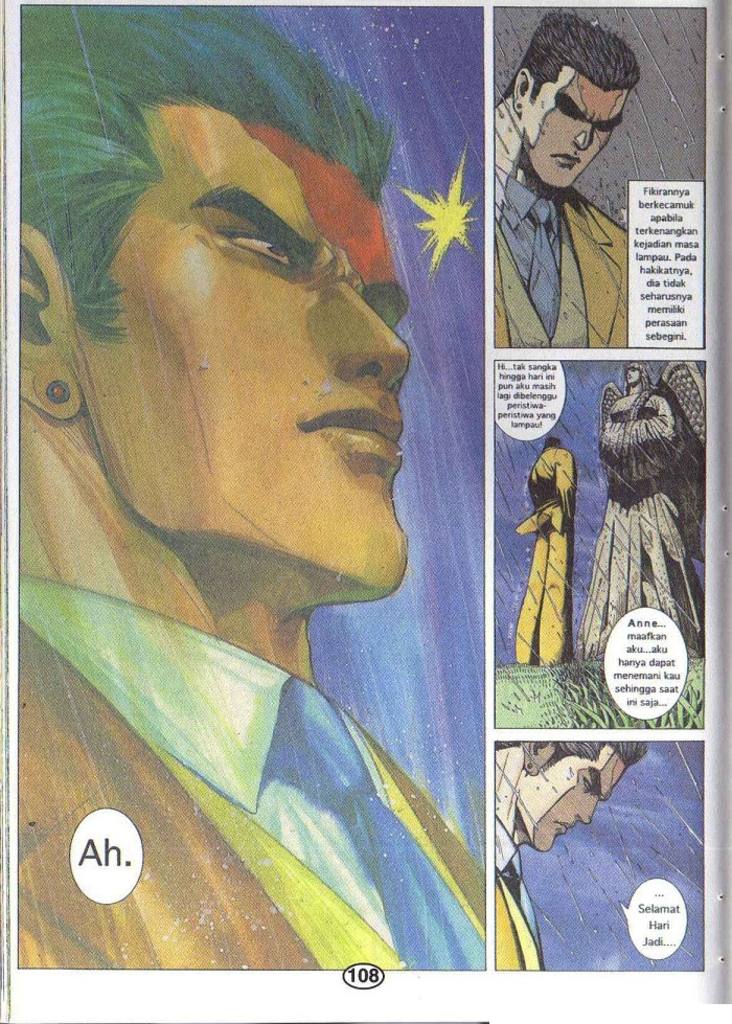 Ah.
Fikirannya
berkecamuk
apabila
terkenangkan
kejadian masa
lampau. Pada
hakikatnya,
dia tidak
seharusnya
memiliki
perasaan
sebegini.
Hi...tak sangka
hingga hari ini
pun aku masih
lagi dibelenggu
peristiwa-
peristiwa yang
lampau!
Anne...
maafkan
aku...aku
hanya dapat
menemani kau
sehingga saat
ini saja...
...
Selamat
Hari
Jadi....
108